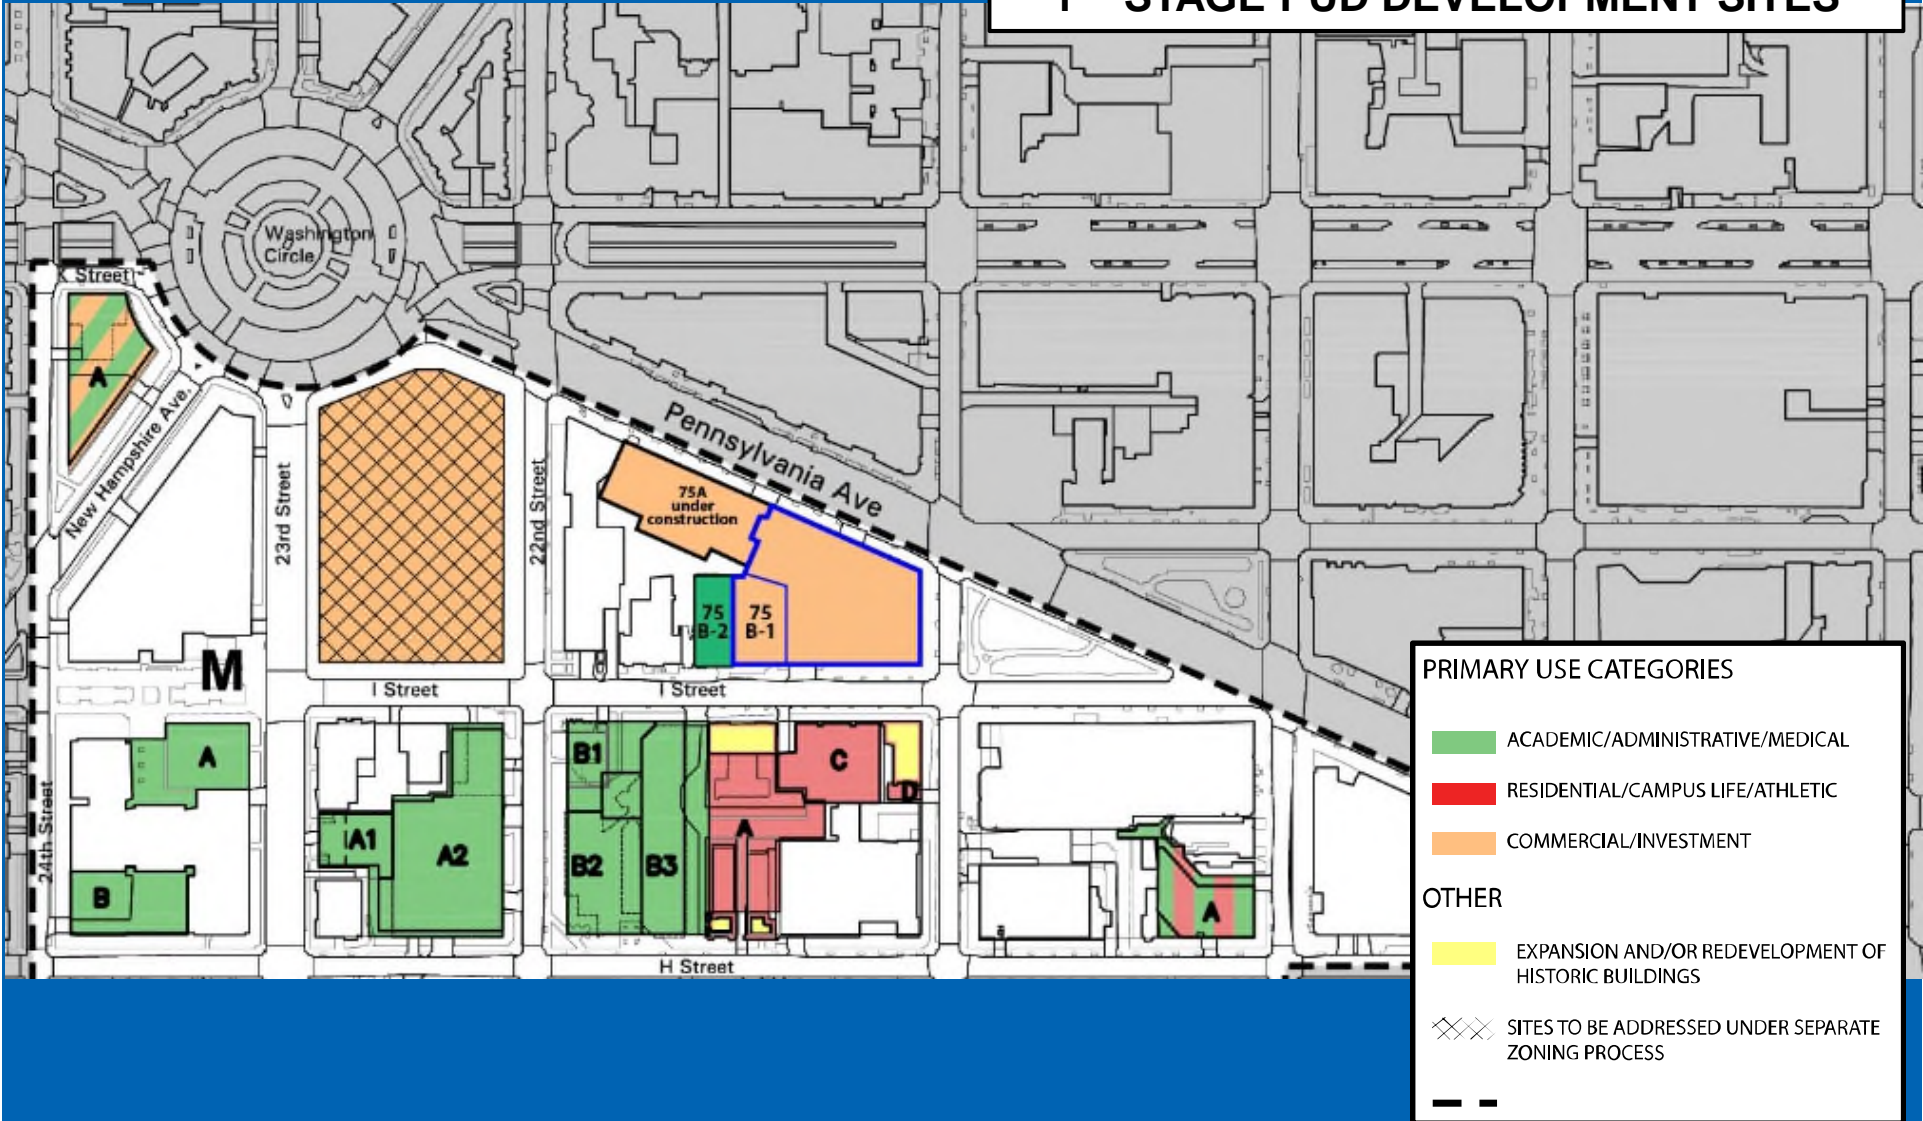 STAGE PUD DEVELOPMENT SITES
Washington
Circle
K Street
A
New Hampshire Ave.
23rd Street
22nd Street
Pennsylvania Ave
75A
under
construction
75
B-2
75
B-1
M
I Street
I Street
24th Street
A
B
A1
A2
B1
B2
B3
A
C
D
A
H Street
PRIMARY USE CATEGORIES
ACADEMIC/ADMINISTRATIVE/MEDICAL
RESIDENTIAL/CAMPUS LIFE/ATHLETIC
COMMERCIAL/INVESTMENT
OTHER
EXPANSION AND/OR REDEVELOPMENT OF
HISTORIC BUILDINGS
SITES TO BE ADDRESSED UNDER SEPARATE
ZONING PROCESS